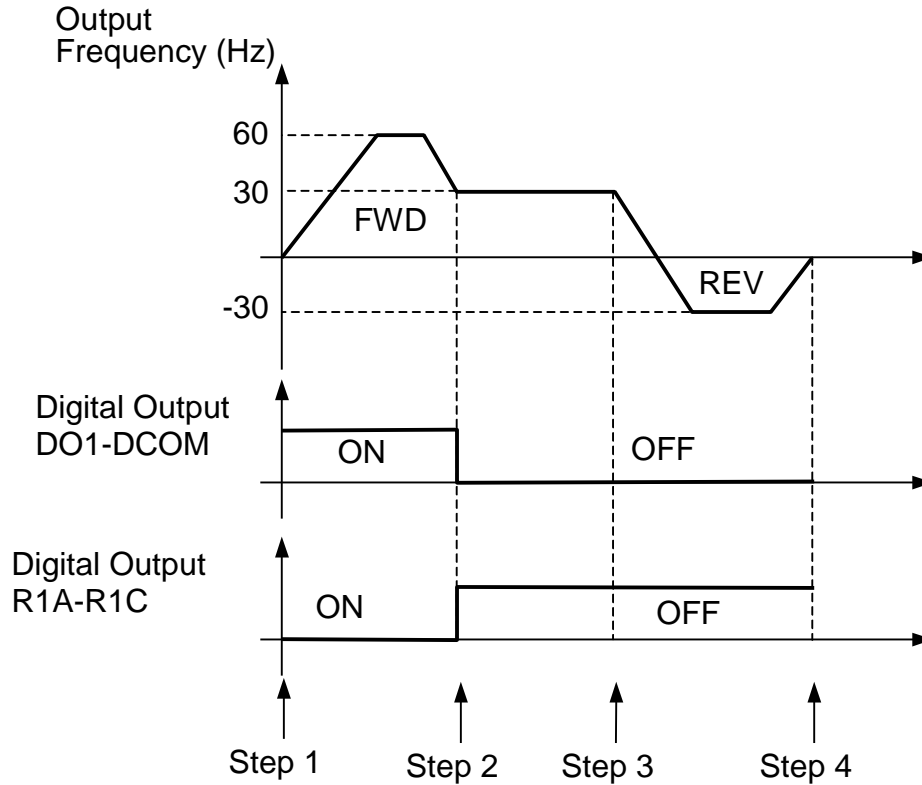 Output
Frequency (Hz)
60
30
FWD
REV
-30
Digital Output
DO1-DCOM
ON
OFF
Digital Output
R1A-R1C
ON
OFF
Step 1
Step 2
Step 3
Step 4